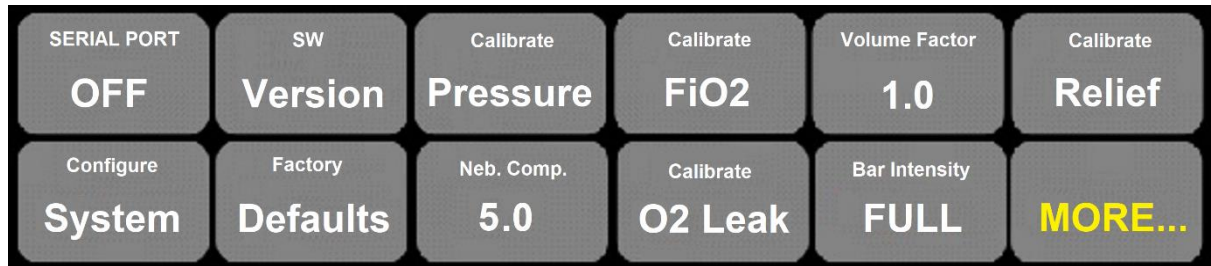 SERIAL PORT
OFF
SW
Version
Calibrate
Pressure
Calibrate
FiO2
Volume Factor
1.0
Calibrate
Relief
Configure
System
Factory
Defaults
Neb. Comp.
5.0
Calibrate
O2 Leak
Bar Intensity
FULL
MORE...